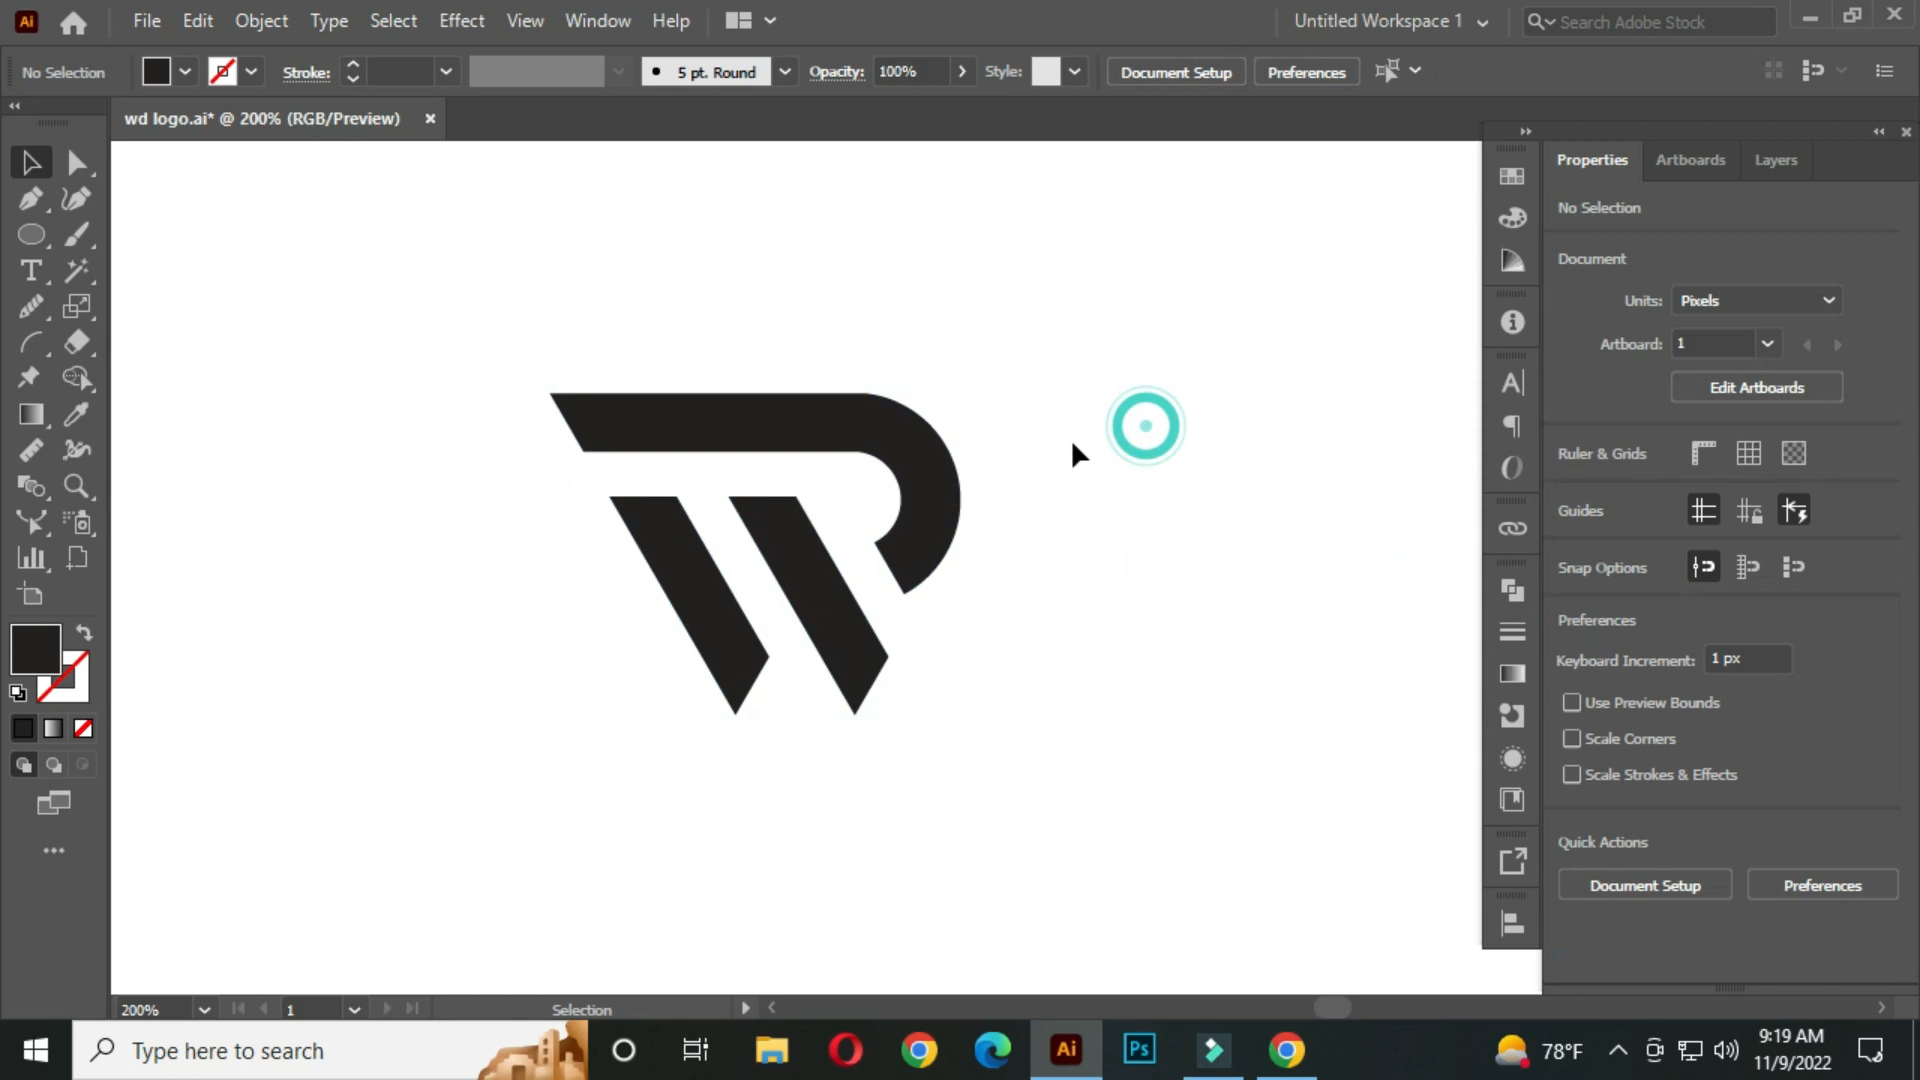 Ai File Edit Object Type Select Effect View Window Help Untitled Workspace 1 Search Adobe Stock
No Selection Stroke: 5 pt. Round Opacity: 100% Style: Document Setup Preferences
wd logo.ai* @ 200% (RGB/Preview) ×
Properties Artboards Layers
No Selection
Document
Units: Pixels
Artboard: 1
Edit Artboards
Ruler & Grids
Guides
Snap Options
Preferences
Keyboard Increment: 1 px
Use Preview Bounds
Scale Corners
Scale Strokes & Effects
Quick Actions
Document Setup Preferences
200% 1 Selection
Type here to search Ai Ps 78°F 9:19 AM
11/9/2022